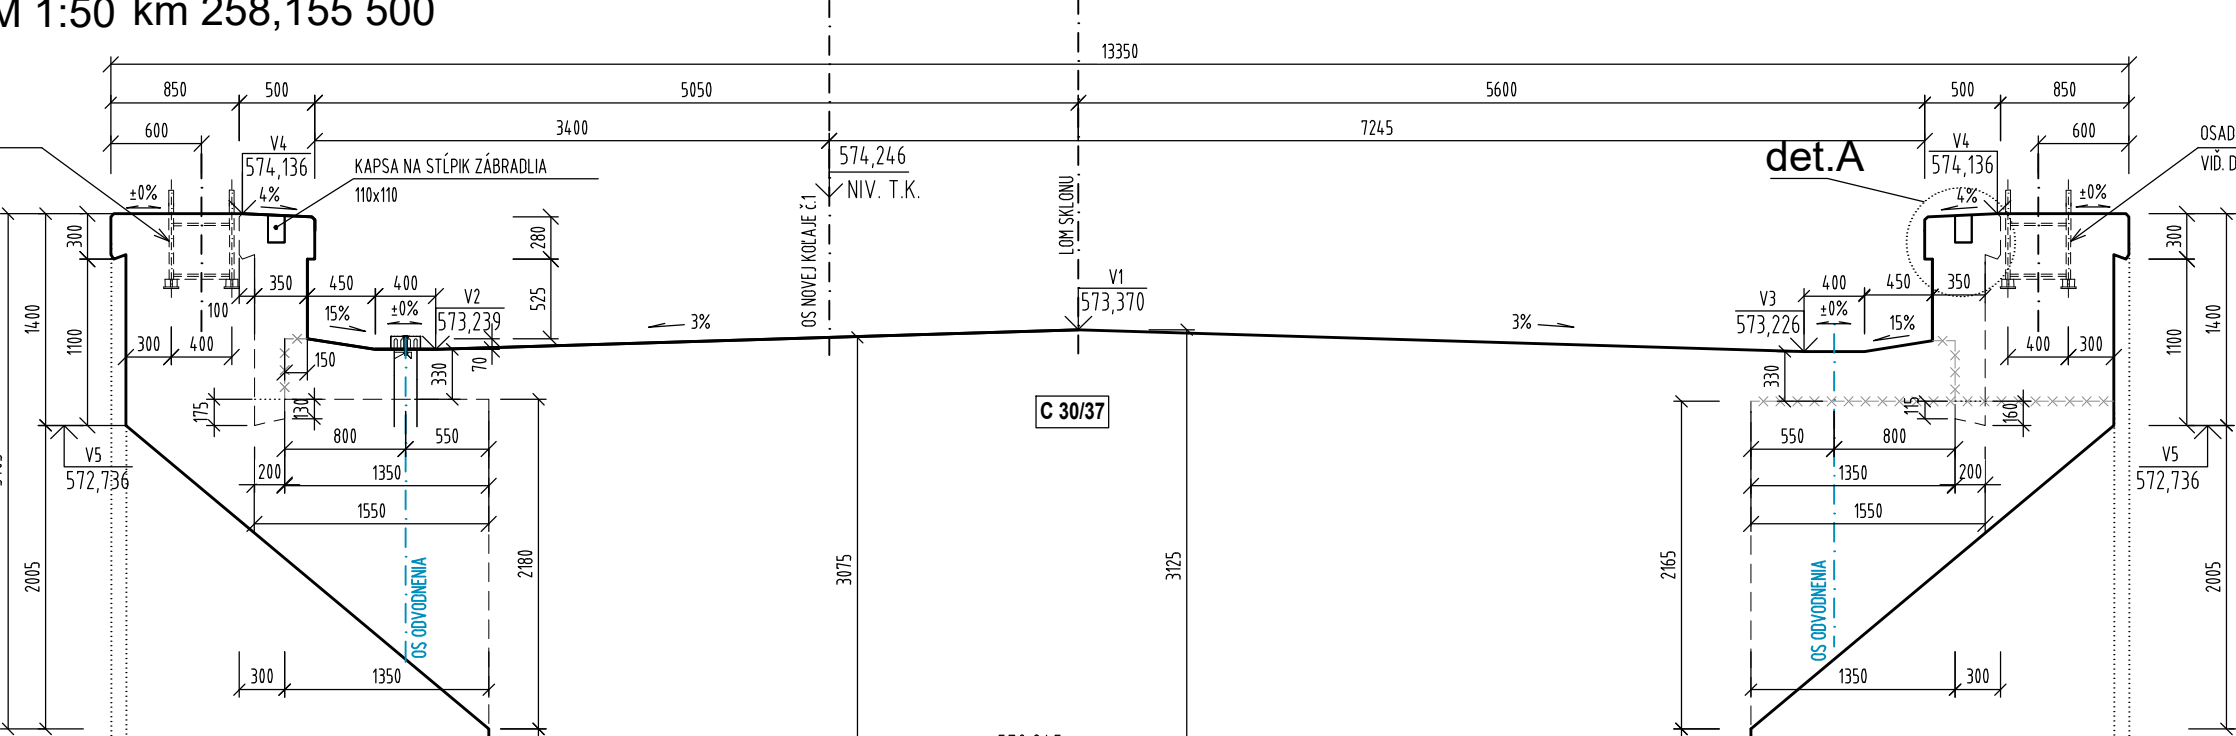 M 1:50 km 258,155 500
13350
850 500 5050 5600 500 850
600 3400 7245 600
V4
574,136
KAPSA NA STĹPIK ZÁBRADLIA
110x110
574,246
NIV. T.K.
OS NOVEJ KOĽAJE Č.1
LOM SKLONU
det.A
V4
574,136
OSAD
VIĎ. D
±0% 4% 4% ±0%
300 280 300
350 450 400 400 450 350
100 15% ±0% ±0% 15%
V2
573,239
525
V1
573,370
V3
573,226
3% 3%
1400 1100 1100 1400
300 400 400 300
150 330 70 330
175 130 115 160
C 30/37
800 550 550 800
V5
572,736
V5
572,736
200 1350 1350 200
1550 1550
2005 2180 3075 3125 2165 2005
OS ODVODNENIA
OS ODVODNENIA
300 1350 1350 300